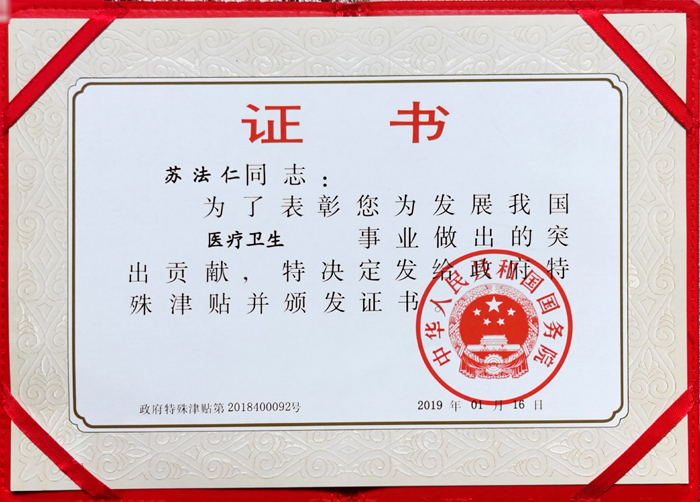 证书
苏法仁同志：
为了表彰您为发展我国
医疗卫生 事业做出的突
出贡献，特决定发给政府特
殊津贴并颁发证书
中华人民共和国国务院
政府特殊津贴第2018400092号
2019 年 01 月 16 日